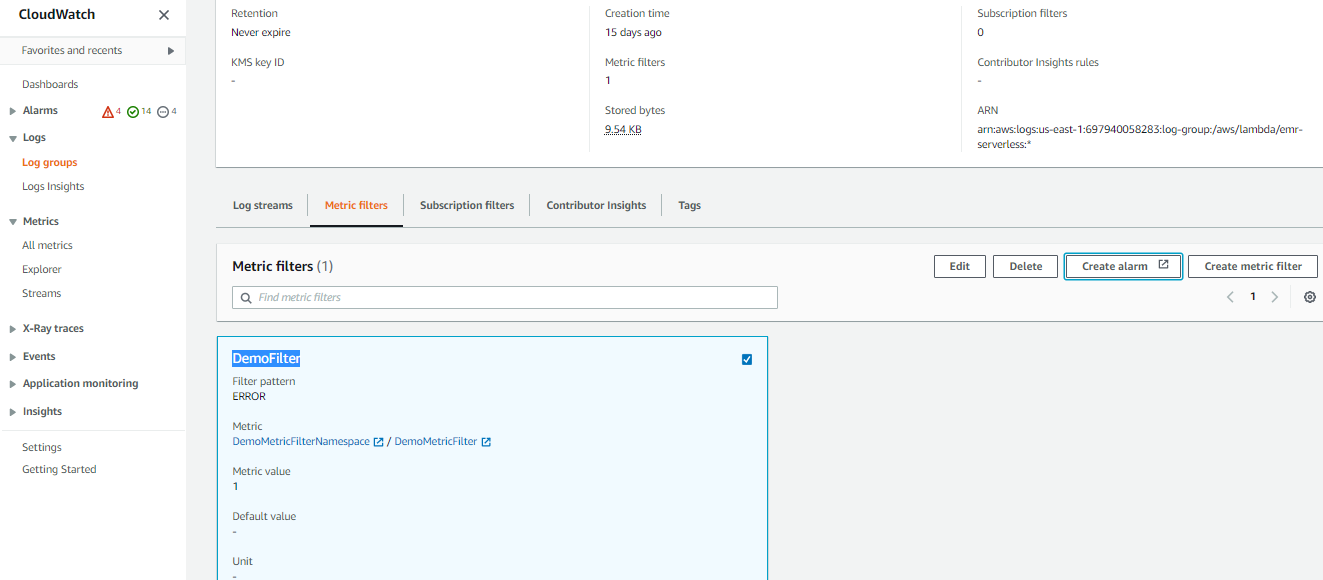 CloudWatch
Favorites and recents
Dashboards
Alarms 4 14 4
Logs
Log groups
Logs Insights
Metrics
All metrics
Explorer
Streams
X-Ray traces
Events
Application monitoring
Insights
Settings
Getting Started
Retention
Never expire
KMS key ID
-
Creation time
15 days ago
Metric filters
1
Stored bytes
9.54 KB
Subscription filters
0
Contributor Insights rules
-
ARN
arn:aws:logs:us-east-1:697940058283:log-group:/aws/lambda/emr-
serverless:*
Log streams Metric filters Subscription filters Contributor Insights Tags
Metric filters (1) Edit Delete Create alarm Create metric filter
Find metric filters 1
DemoFilter
Filter pattern
ERROR
Metric
DemoMetricFilterNamespace / DemoMetricFilter
Metric value
1
Default value
-
Unit
-